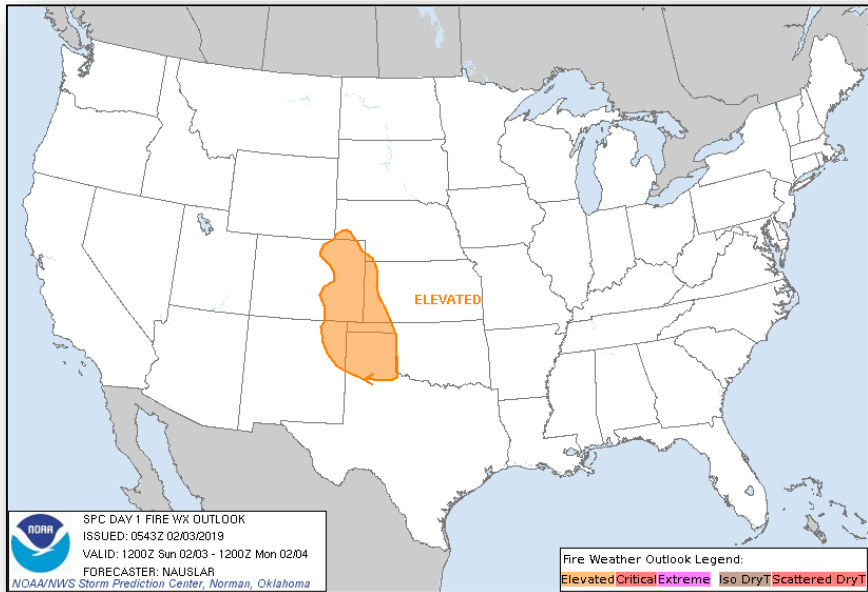 ELEVATED
SPC DAY 1 FIRE WX OUTLOOK
ISSUED: 0543Z 02/03/2019
VALID: 1200Z Sun 02/03 - 1200Z Mon 02/04
FORECASTER: NAUSLAR
NOAA/NWS Storm Prediction Center, Norman, Oklahoma
NOAA
Fire Weather Outlook Legend:
Elevated Critical Extreme Iso DryT Scattered DryT